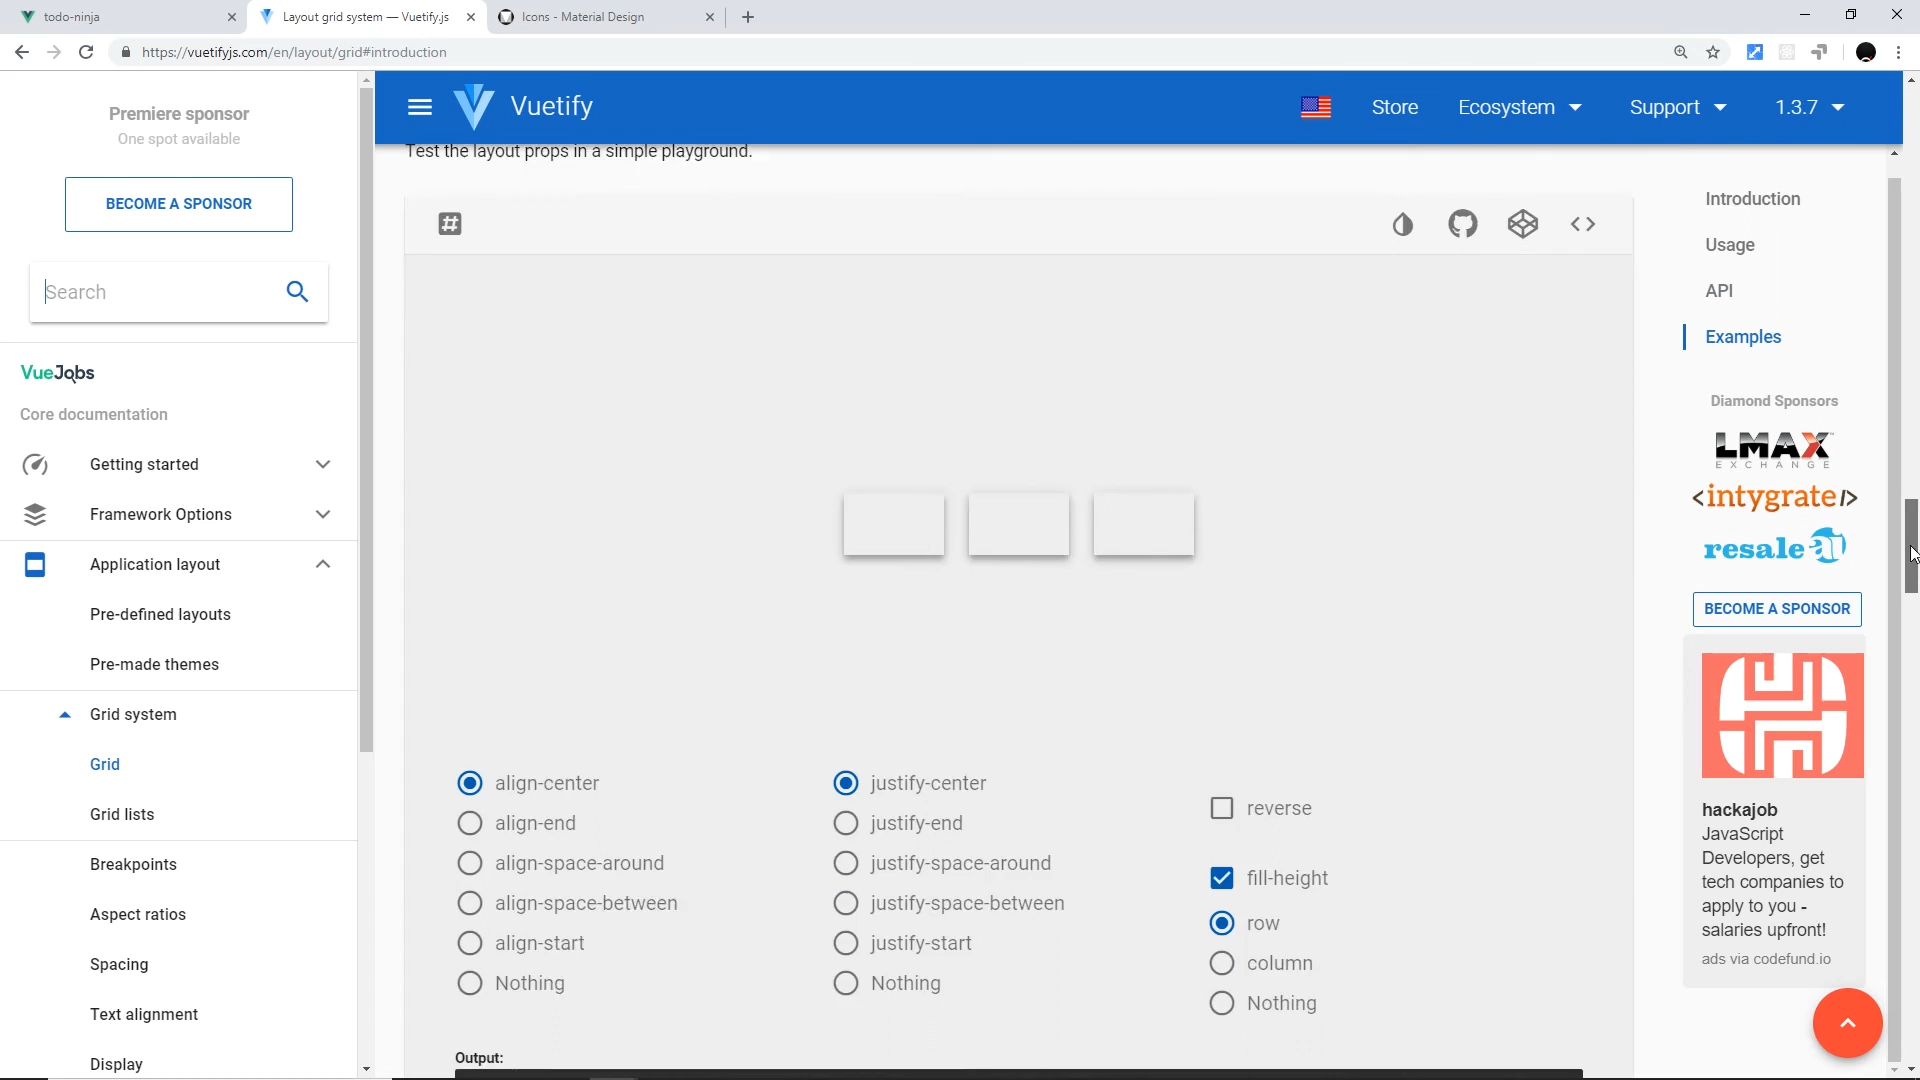 todo-ninja
Layout grid system — Vuetify.js
Icons - Material Design
https://vuetifyjs.com/en/layout/grid#introduction
Premiere sponsor
One spot available
BECOME A SPONSOR
Search
VueJobs
Core documentation
Getting started
Framework Options
Application layout
Pre-defined layouts
Pre-made themes
Grid system
Grid
Grid lists
Breakpoints
Aspect ratios
Spacing
Text alignment
Display
Vuetify
Store
Ecosystem
Support
1.3.7
Test the layout props in a simple playground.
align-center
align-end
align-space-around
align-space-between
align-start
Nothing
justify-center
justify-end
justify-space-around
justify-space-between
justify-start
Nothing
reverse
fill-height
row
column
Nothing
Output:
Introduction
Usage
API
Examples
Diamond Sponsors
LMAX
EXCHANGE
<intygrate/>
resale ai
BECOME A SPONSOR
hackajob
JavaScript
Developers, get
tech companies to
apply to you -
salaries upfront!
ads via codefund.io